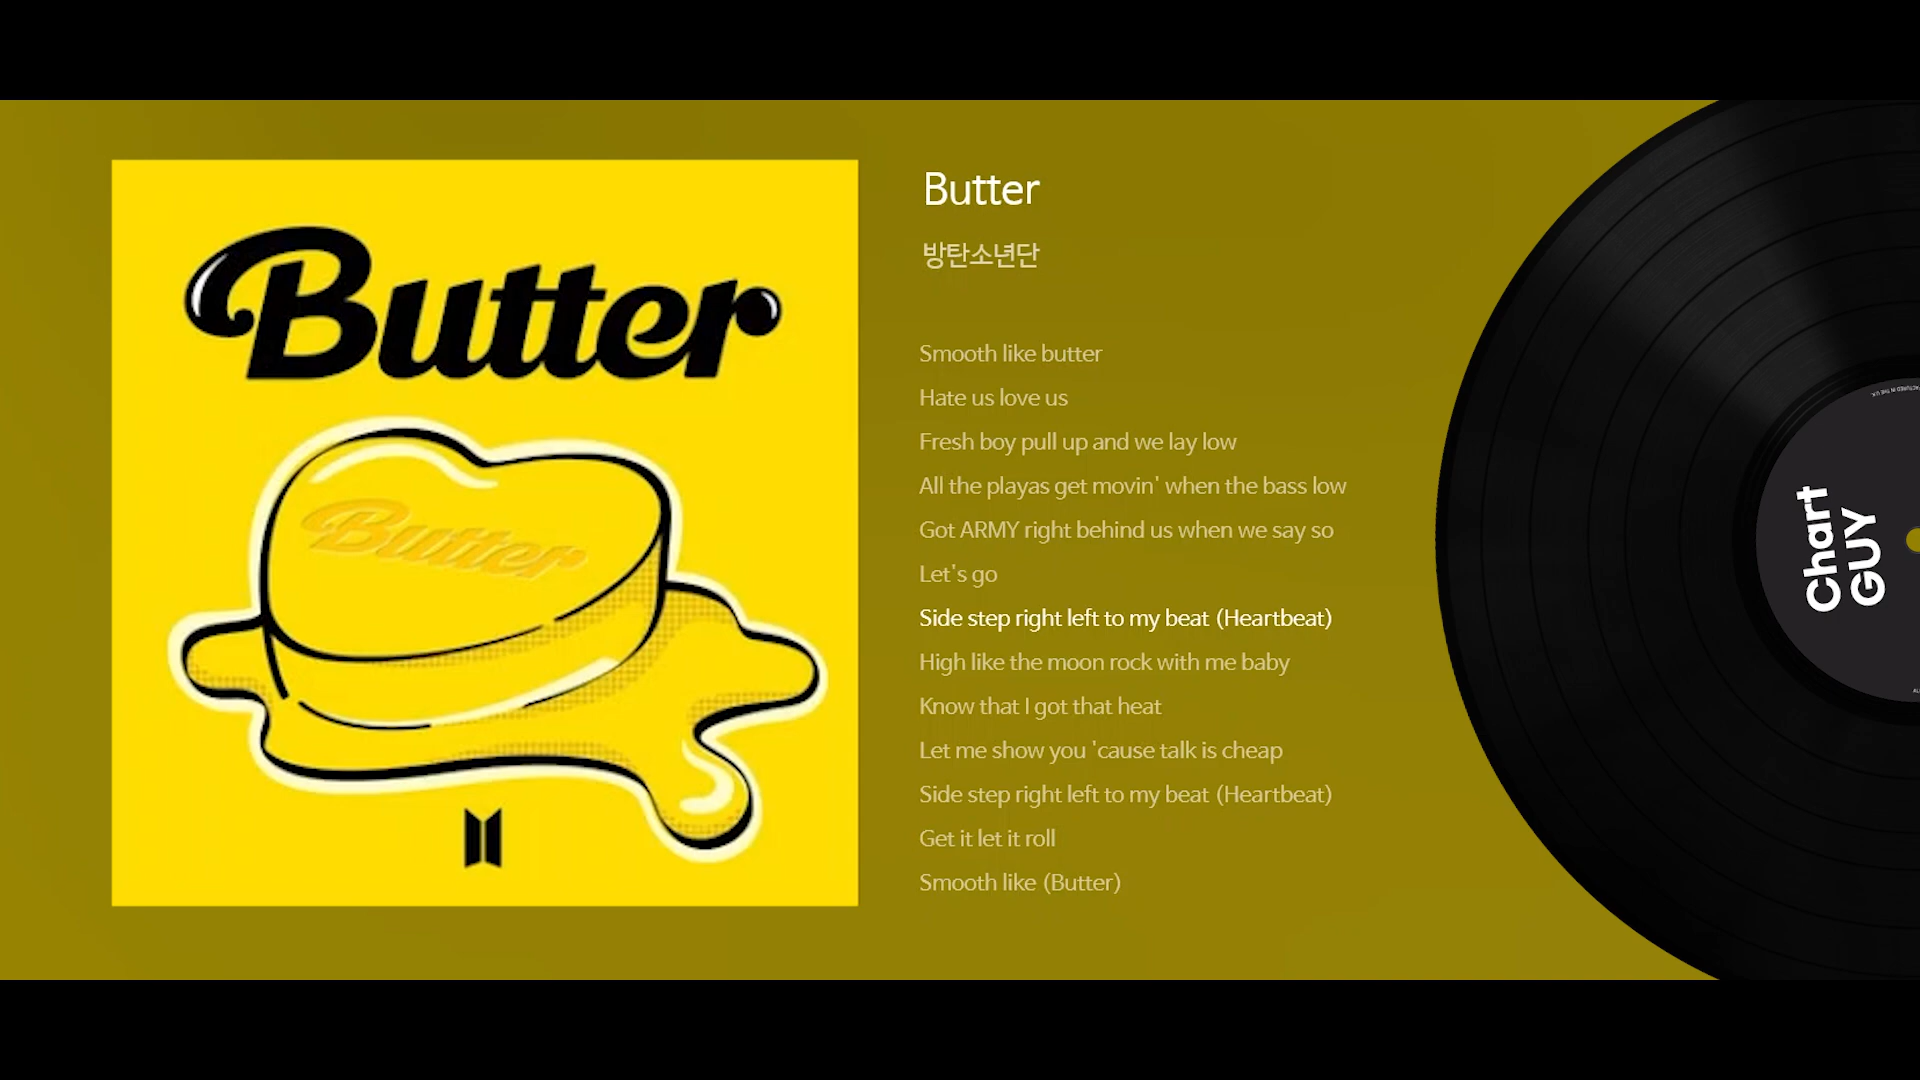 Butter
Butter
Butter
방탄소년단
Smooth like butter
Hate us love us
Fresh boy pull up and we lay low
All the playas get movin' when the bass low
Got ARMY right behind us when we say so
Let's go
Side step right left to my beat (Heartbeat)
High like the moon rock with me baby
Know that I got that heat
Let me show you 'cause talk is cheap
Side step right left to my beat (Heartbeat)
Get it let it roll
Smooth like (Butter)
Chart
GUY